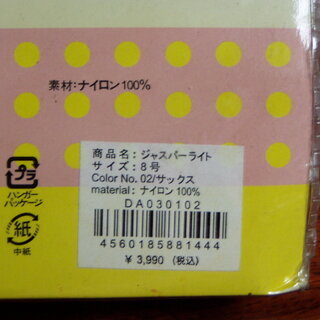 素材:ナイロン100%
商品名:ジャスパーライト
サイズ:8号
Color No. 02/サックス
material: ナイロン100%
DA030102
4560185881444
¥ 3,990 (税込)
プラ
ハンガー
パッケージ
紙
中紙